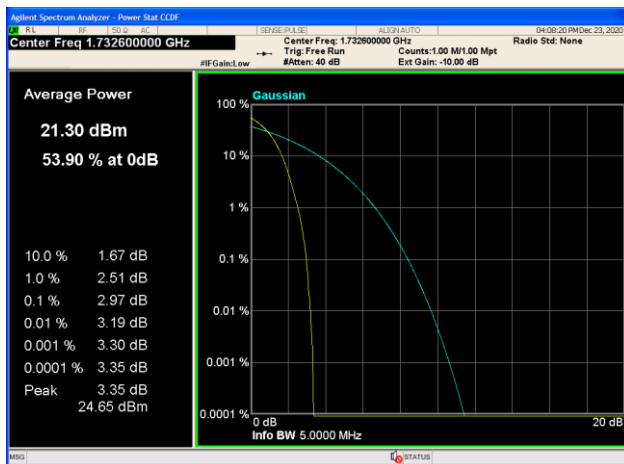 Agilent Spectrum Analyzer - Power Stat CCDF
RL RF 50 Ω AC SENSE:PULSE ALIGN AUTO 04:08:20 PM Dec 23, 2020
Center Freq 1.732600000 GHz Center Freq: 1.732600000 GHz Radio Std: None
Trig: Free Run Counts:1.00 M/1.00 Mpt
#IFGain:Low #Atten: 40 dB Ext Gain: -10.00 dB
Average Power
21.30 dBm
53.90 % at 0dB
10.0 % 1.67 dB
1.0 % 2.51 dB
0.1 % 2.97 dB
0.01 % 3.19 dB
0.001 % 3.30 dB
0.0001 % 3.35 dB
Peak 3.35 dB
24.65 dBm
Gaussian
100 %
10 %
1 %
0.1 %
0.01 %
0.001 %
0.0001 %
0 dB 20 dB
Info BW 5.0000 MHz
MSG STATUS